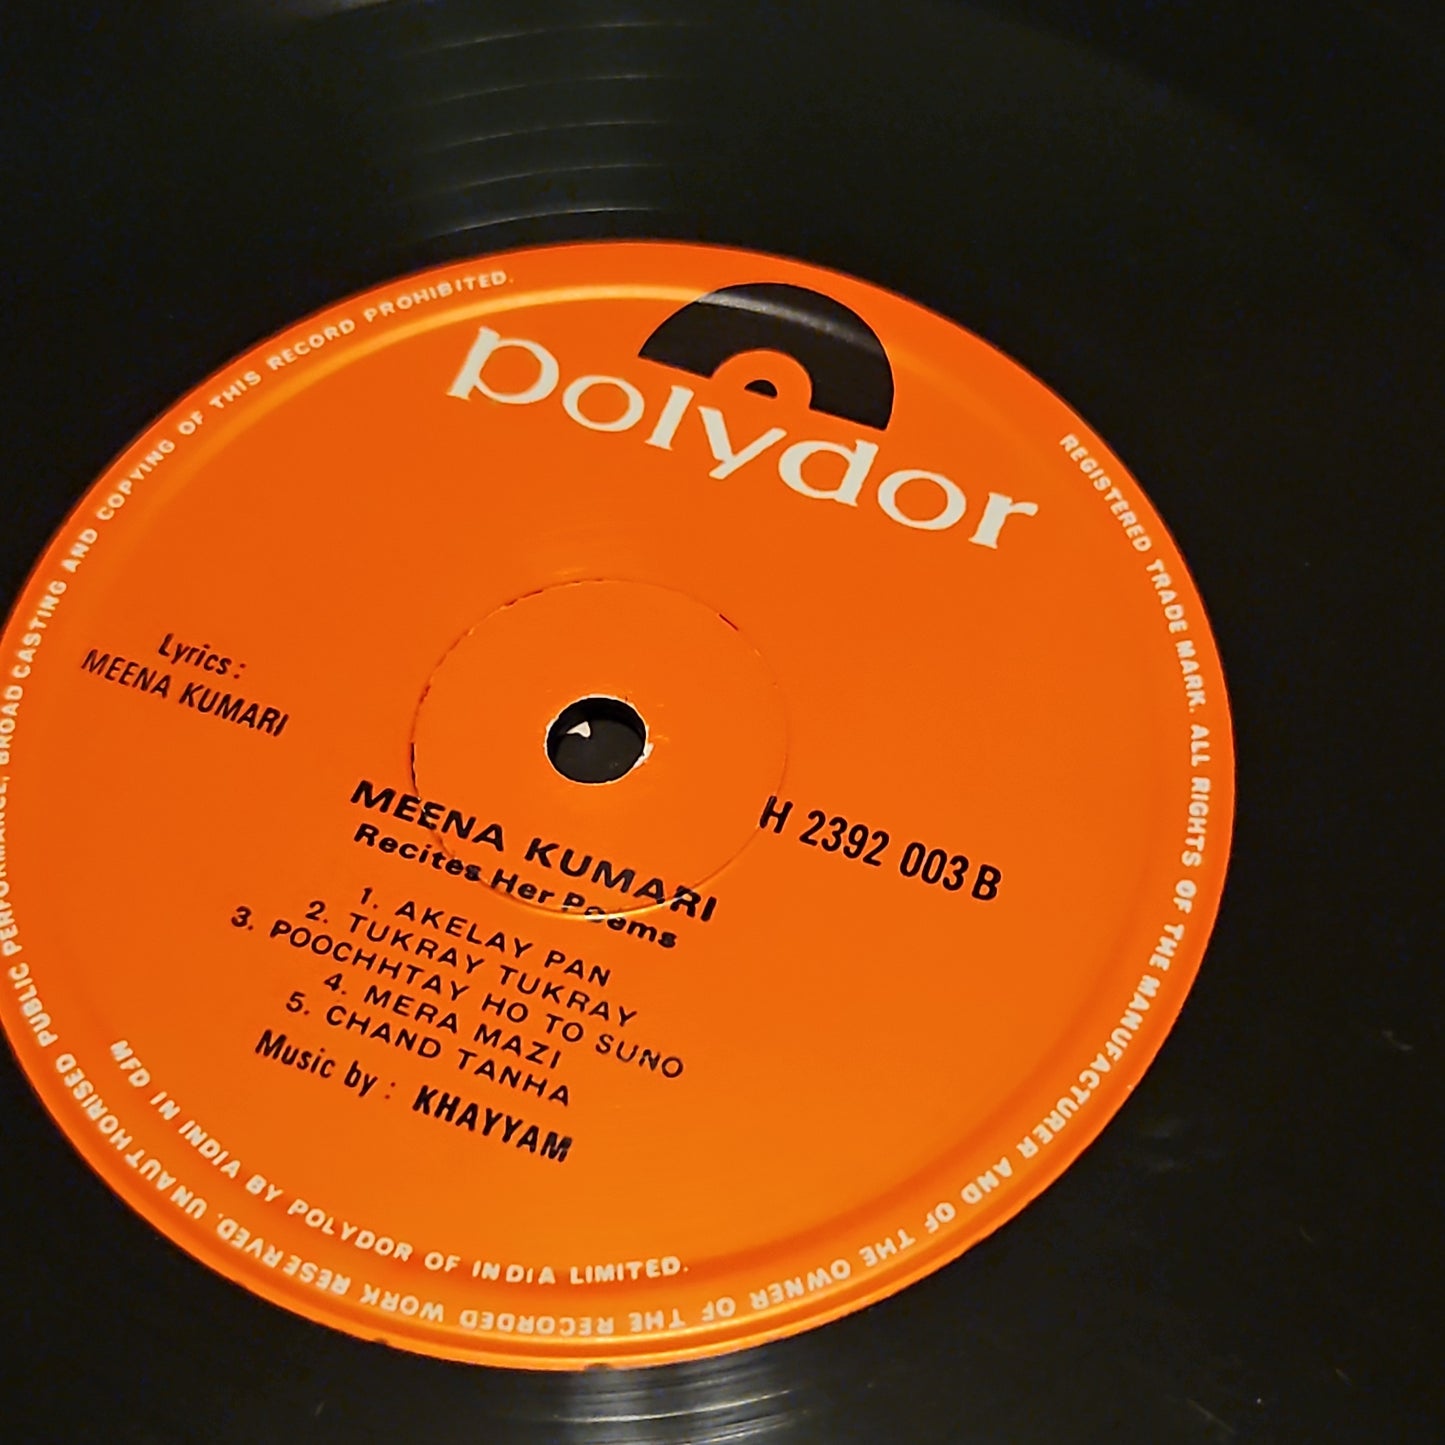 polydor
Lyrics :
MEENA KUMARI
H 2392 003 B
MEENA KUMARI
Recites Her Poems
1. AKELAY PAN
2. TUKRAY TUKRAY
3. POOCHHTAY HO TO SUNO
4. MERA MAZI
5. CHAND TANHA
Music by : KHAYYAM
MFD IN INDIA BY POLYDOR OF INDIA LIMITED.
REGISTERED TRADE MARK. ALL RIGHTS OF THE MANUFACTURER AND OF THE OWNER OF THE RECORDED WORK RESERVED. UNAUTHORISED PUBLIC PERFORMANCE, BROADCASTING AND COPYING OF THIS RECORD PROHIBITED.